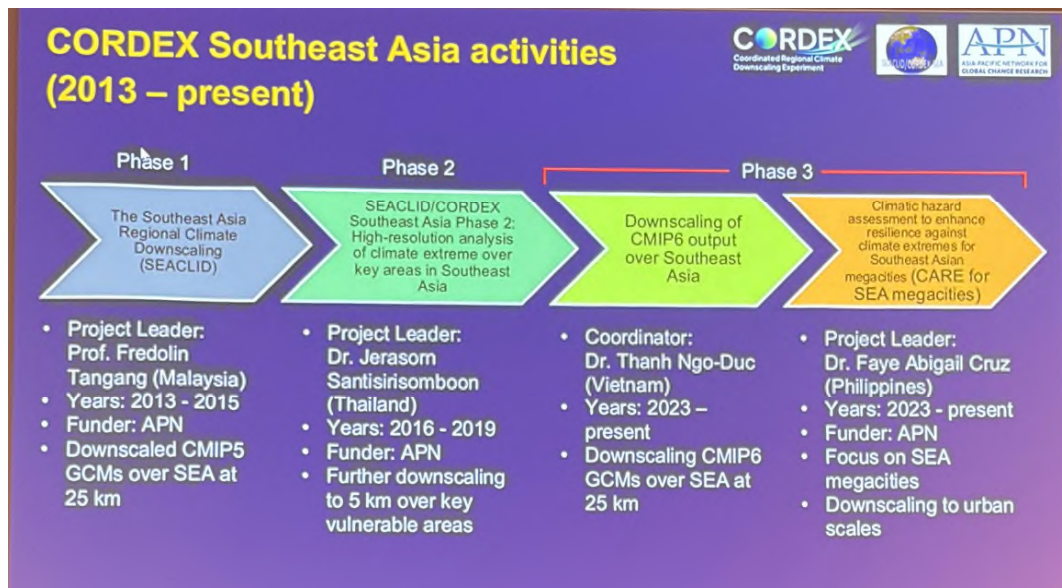 CORDEX Southeast Asia activities
(2013 – present)
CORDEX
Coordinated Regional Climate
Downscaling Experiment
SEACLID/CORDEX SEA
APN
ASIA-PACIFIC NETWORK FOR
GLOBAL CHANGE RESEARCH
Phase 1
The Southeast Asia
Regional Climate
Downscaling
(SEACLID)
• Project Leader:
Prof. Fredolin
Tangang (Malaysia)
• Years: 2013 - 2015
• Funder: APN
• Downscaled CMIP5
GCMs over SEA at
25 km
Phase 2
SEACLID/CORDEX
Southeast Asia Phase 2:
High-resolution analysis
of climate extreme over
key areas in Southeast
Asia
• Project Leader:
Dr. Jerasorn
Santisirisomboon
(Thailand)
• Years: 2016 - 2019
• Funder: APN
• Further downscaling
to 5 km over key
vulnerable areas
Phase 3
Downscaling of
CMIP6 output
over Southeast
Asia
• Coordinator:
Dr. Thanh Ngo-Duc
(Vietnam)
• Years: 2023 –
present
• Downscaling CMIP6
GCMs over SEA at
25 km
Climatic hazard
assessment to enhance
resilience against
climate extremes for
Southeast Asian
megacities (CARE for
SEA megacities)
• Project Leader:
Dr. Faye Abigail Cruz
(Philippines)
• Years: 2023 - present
• Funder: APN
• Focus on SEA
megacities
• Downscaling to urban
scales